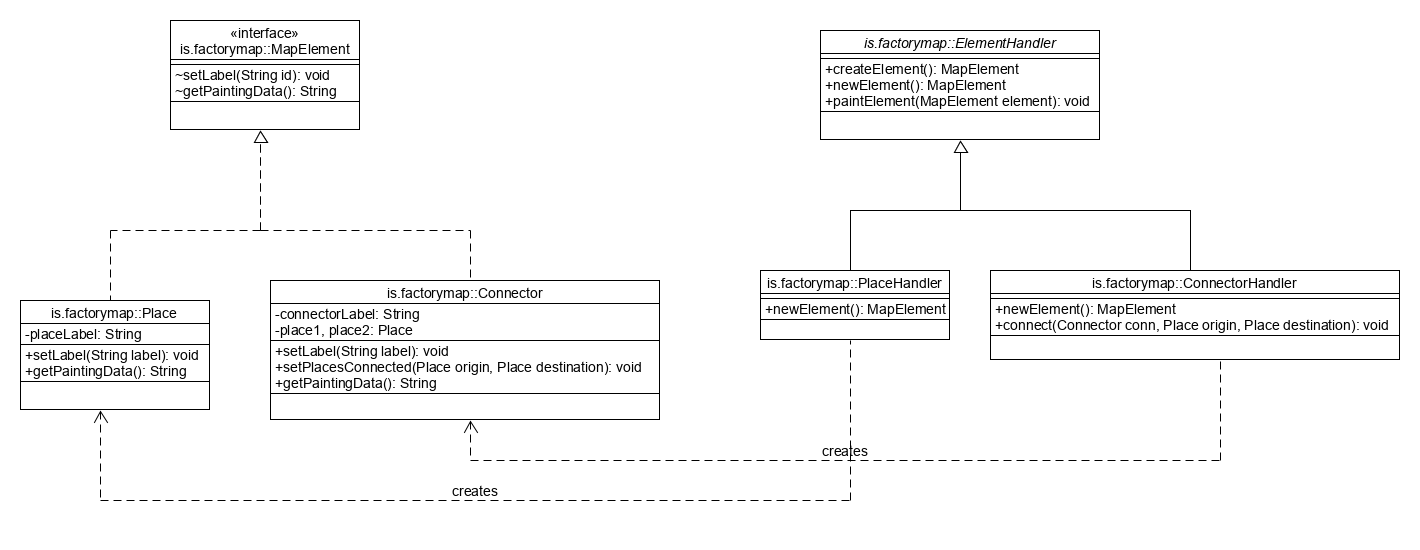 «interface»
is.factorymap::MapElement
~setLabel(String id): void
~getPaintingData(): String
is.factorymap::ElementHandler
+createElement(): MapElement
+newElement(): MapElement
+paintElement(MapElement element): void
is.factorymap::Place
-placeLabel: String
+setLabel(String label): void
+getPaintingData(): String
is.factorymap::Connector
-connectorLabel: String
-place1, place2: Place
+setLabel(String label): void
+setPlacesConnected(Place origin, Place destination): void
+getPaintingData(): String
is.factorymap::PlaceHandler
+newElement(): MapElement
is.factorymap::ConnectorHandler
+newElement(): MapElement
+connect(Connector conn, Place origin, Place destination): void
creates
creates